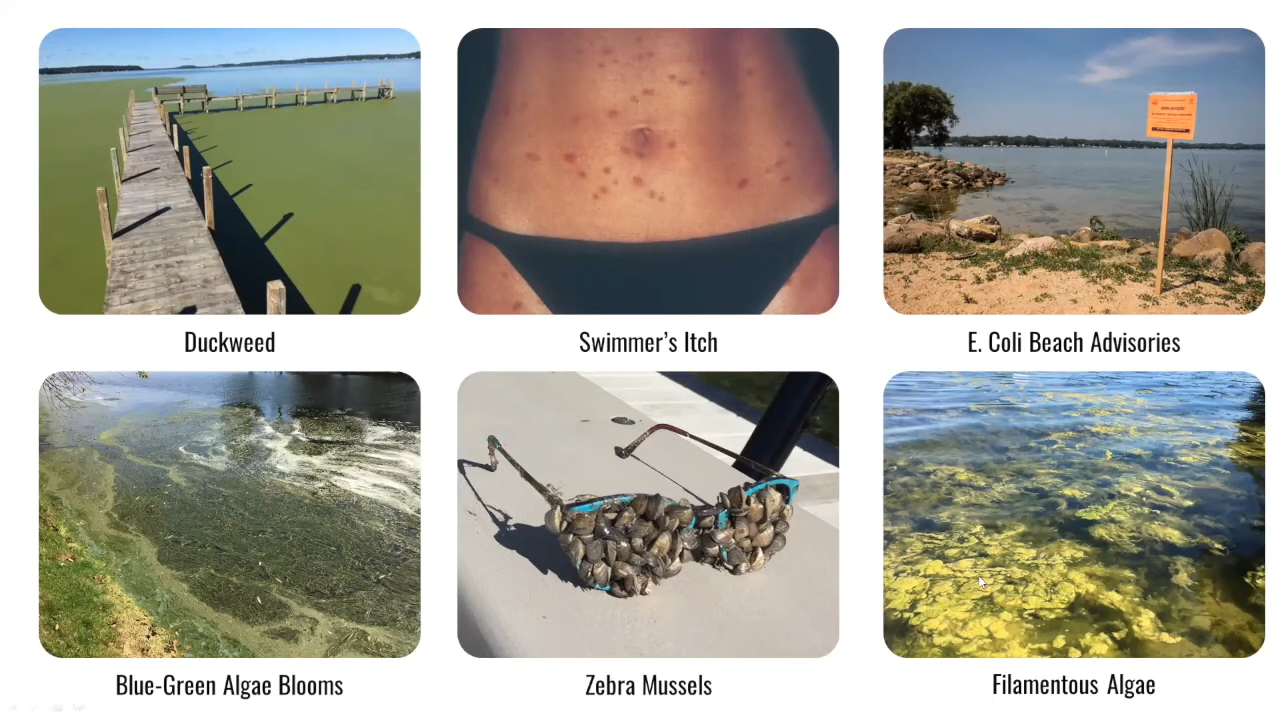 Duckweed
Swimmer's Itch
E. Coli Beach Advisories
Blue-Green Algae Blooms
Zebra Mussels
Filamentous Algae